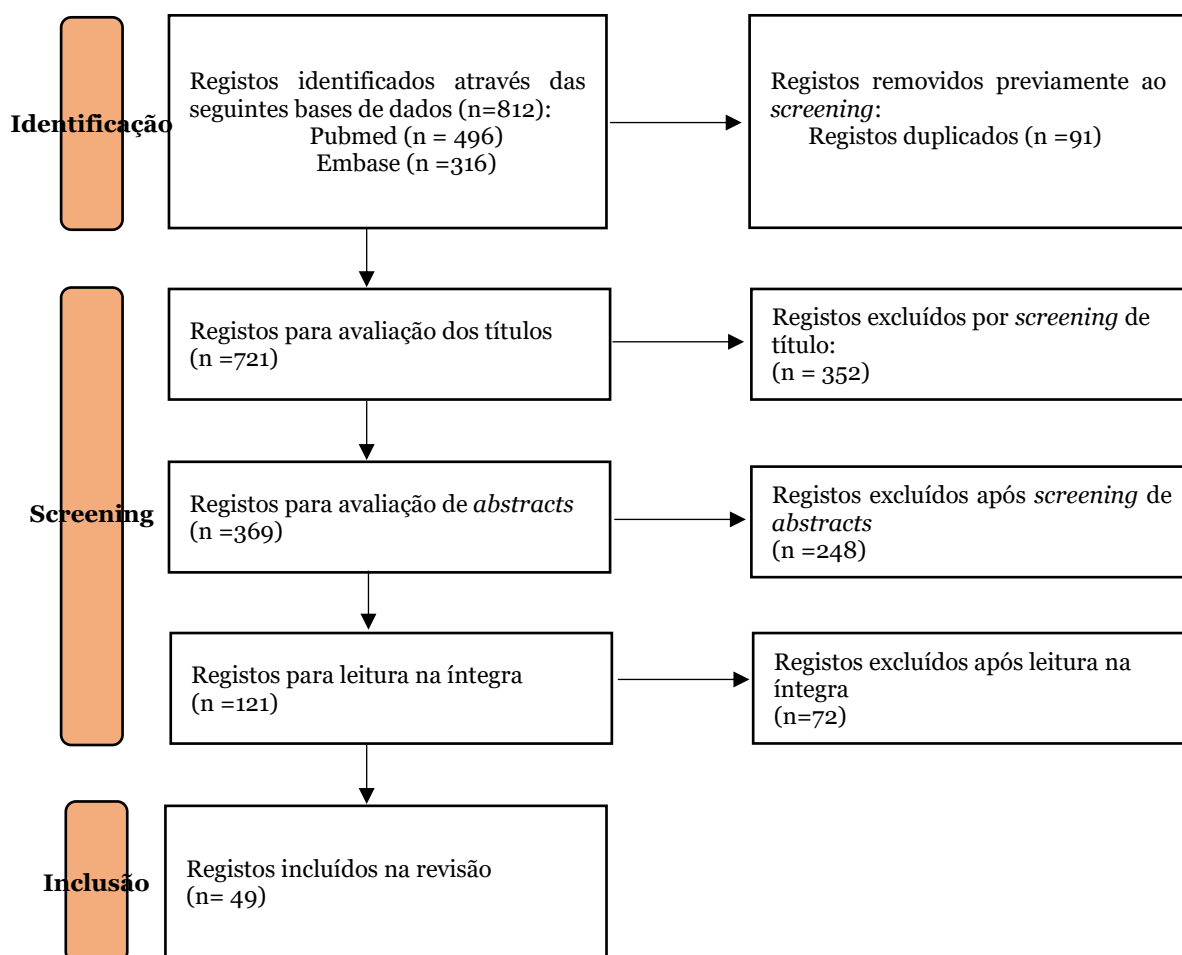 Identificação
Registos identificados através das
seguintes bases de dados (n=812):
Pubmed (n = 496)
Embase (n =316)
Registos removidos previamente ao
screening:
Registos duplicados (n =91)
Screening
Registos para avaliação dos títulos
(n =721)
Registos excluídos por screening de
título:
(n = 352)
Registos para avaliação de abstracts
(n =369)
Registos excluídos após screening de
abstracts
(n =248)
Registos para leitura na íntegra
(n =121)
Registos excluídos após leitura na
íntegra
(n=72)
Inclusão
Registos incluídos na revisão
(n= 49)